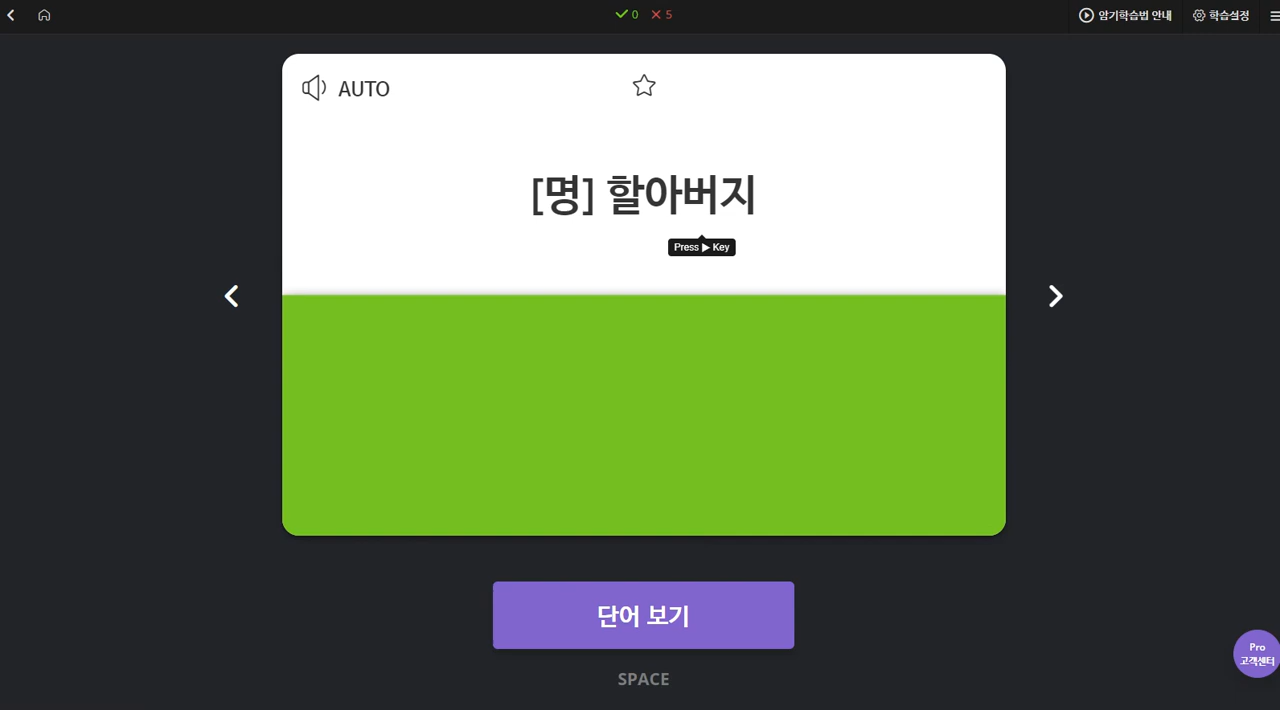 0 5 암기학습법 안내 학습설정
AUTO
[명] 할아버지
Press ▶ Key
단어 보기
SPACE
Pro
고객센터